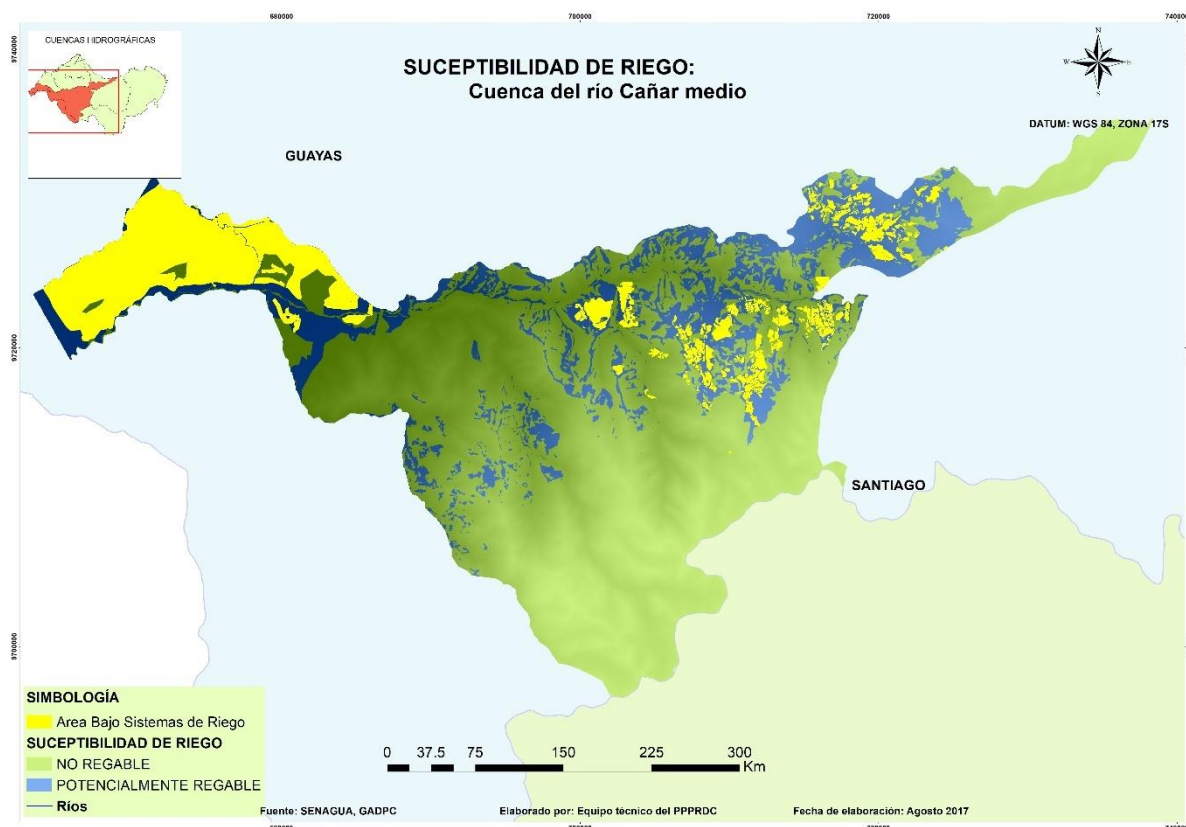 680000 700000 720000 740000
CUENCAS HIDROGRÁFICAS
SUCEPTIBILIDAD DE RIEGO:
Cuenca del río Cañar medio
N
W E
S
DATUM: WGS 84, ZONA 17S
GUAYAS
SANTIAGO
9740000
9720000
9700000
9740000
9720000
9700000
SIMBOLOGÍA
Area Bajo Sistemas de Riego
SUCEPTIBILIDAD DE RIEGO
NO REGABLE
POTENCIALMENTE REGABLE
Ríos
0 37.5 75 150 225 300
Km
Fuente: SENAGUA, GADPC Elaborado por: Equipo técnico del PPPRDC Fecha de elaboración: Agosto 2017